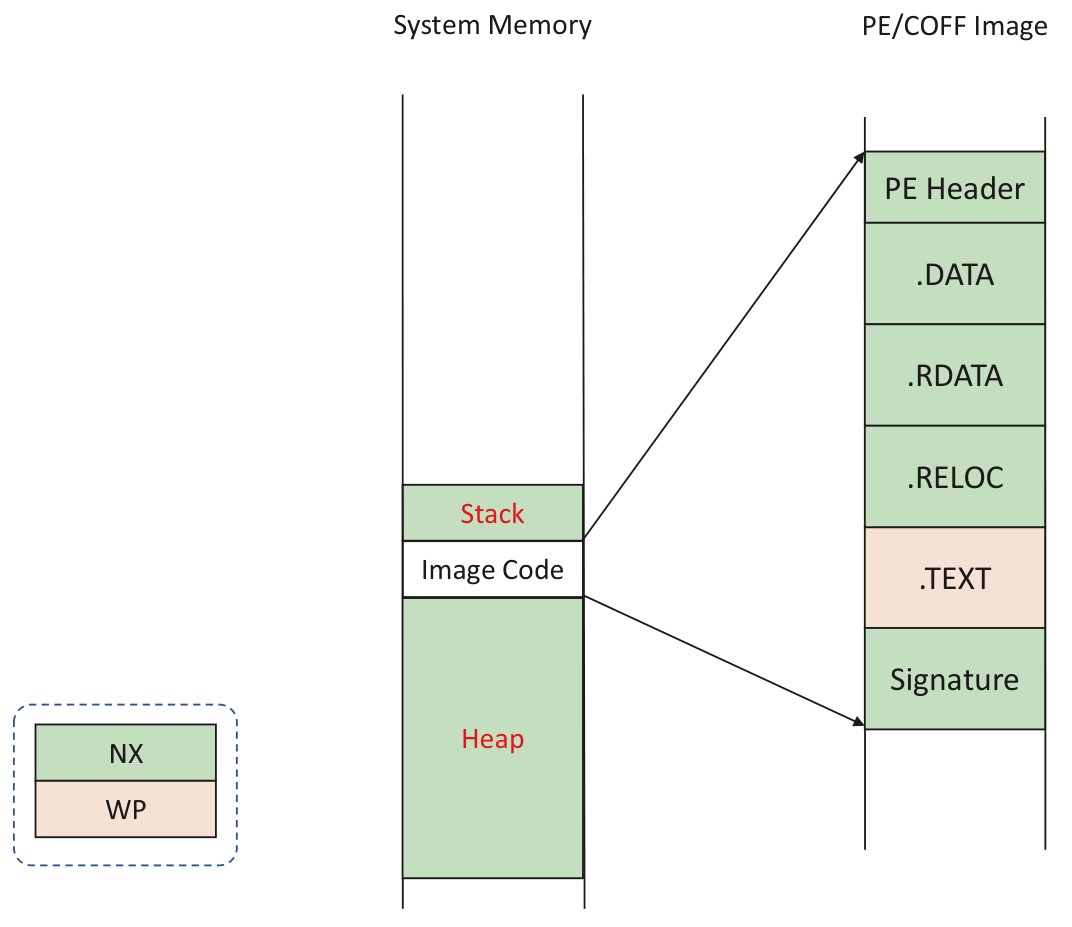 System Memory
PE/COFF Image
PE Header
.DATA
.RDATA
.RELOC
.TEXT
Signature
Stack
Image Code
Heap
NX
WP